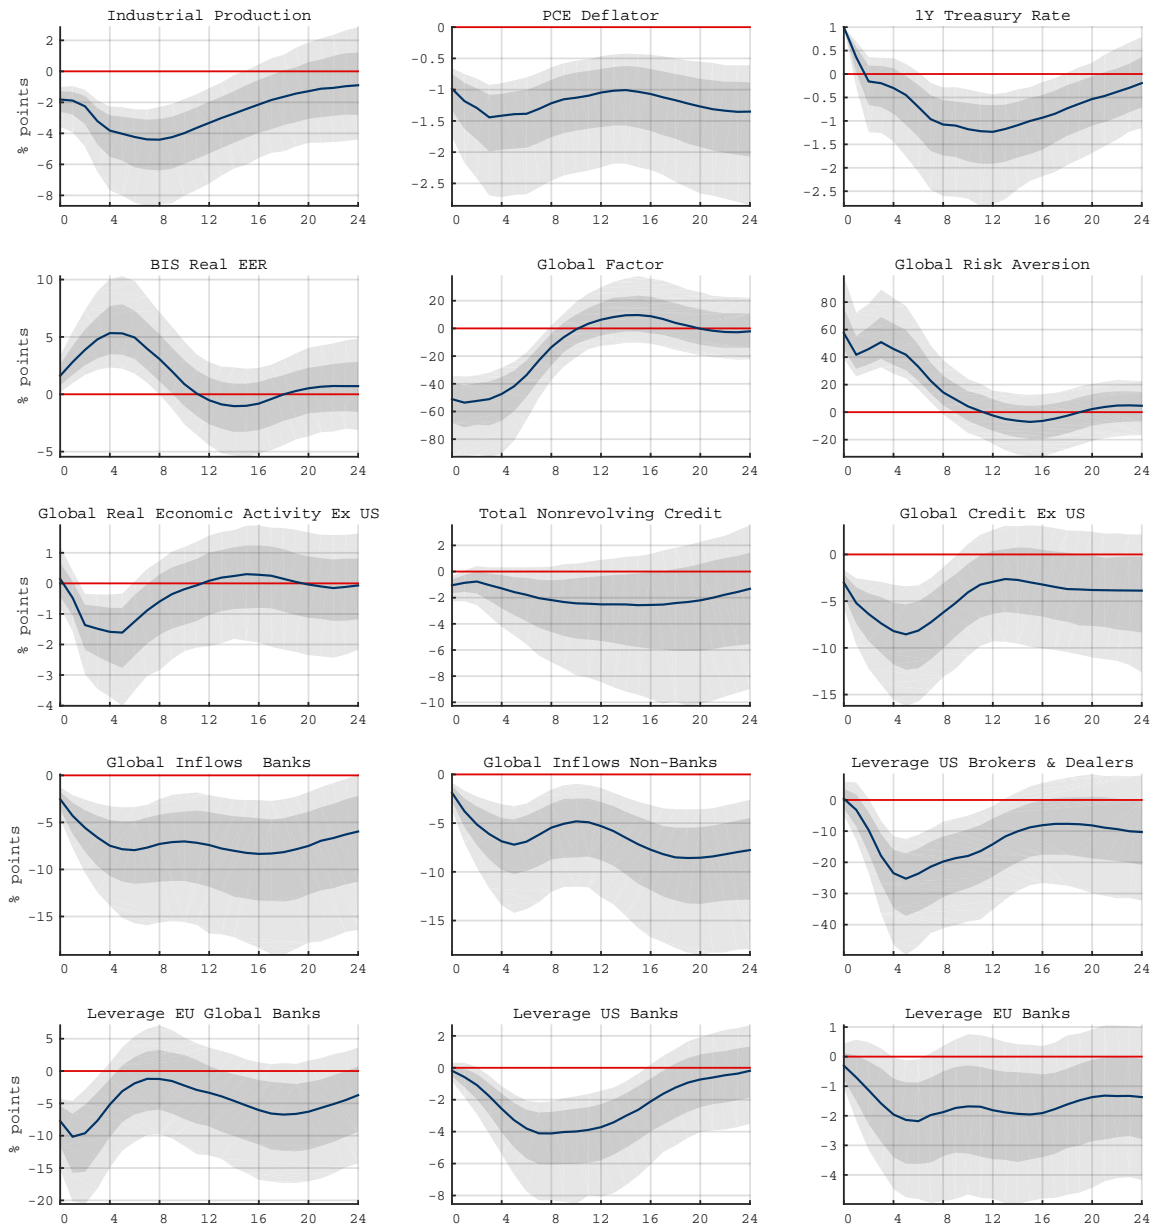 Industrial Production
PCE Deflator
1Y Treasury Rate
% points
2
0
-2
-4
-6
-8
0 4 8 12 16 20 24
0
-0.5
-1
-1.5
-2
-2.5
0 4 8 12 16 20 24
1
0.5
0
-0.5
-1
-1.5
-2
-2.5
0 4 8 12 16 20 24
BIS Real EER
Global Factor
Global Risk Aversion
% points
10
5
0
-5
0 4 8 12 16 20 24
20
0
-20
-40
-60
-80
0 4 8 12 16 20 24
80
60
40
20
0
-20
0 4 8 12 16 20 24
Global Real Economic Activity Ex US
Total Nonrevolving Credit
Global Credit Ex US
% points
1
0
-1
-2
-3
-4
0 4 8 12 16 20 24
2
0
-2
-4
-6
-8
-10
0 4 8 12 16 20 24
0
-5
-10
-15
0 4 8 12 16 20 24
Global Inflows  Banks
Global Inflows Non-Banks
Leverage US Brokers & Dealers
% points
0
-5
-10
-15
0 4 8 12 16 20 24
0
-5
-10
-15
0 4 8 12 16 20 24
0
-10
-20
-30
-40
0 4 8 12 16 20 24
Leverage EU Global Banks
Leverage US Banks
Leverage EU Banks
% points
5
0
-5
-10
-15
-20
0 4 8 12 16 20 24
2
0
-2
-4
-6
-8
0 4 8 12 16 20 24
1
0
-1
-2
-3
-4
0 4 8 12 16 20 24